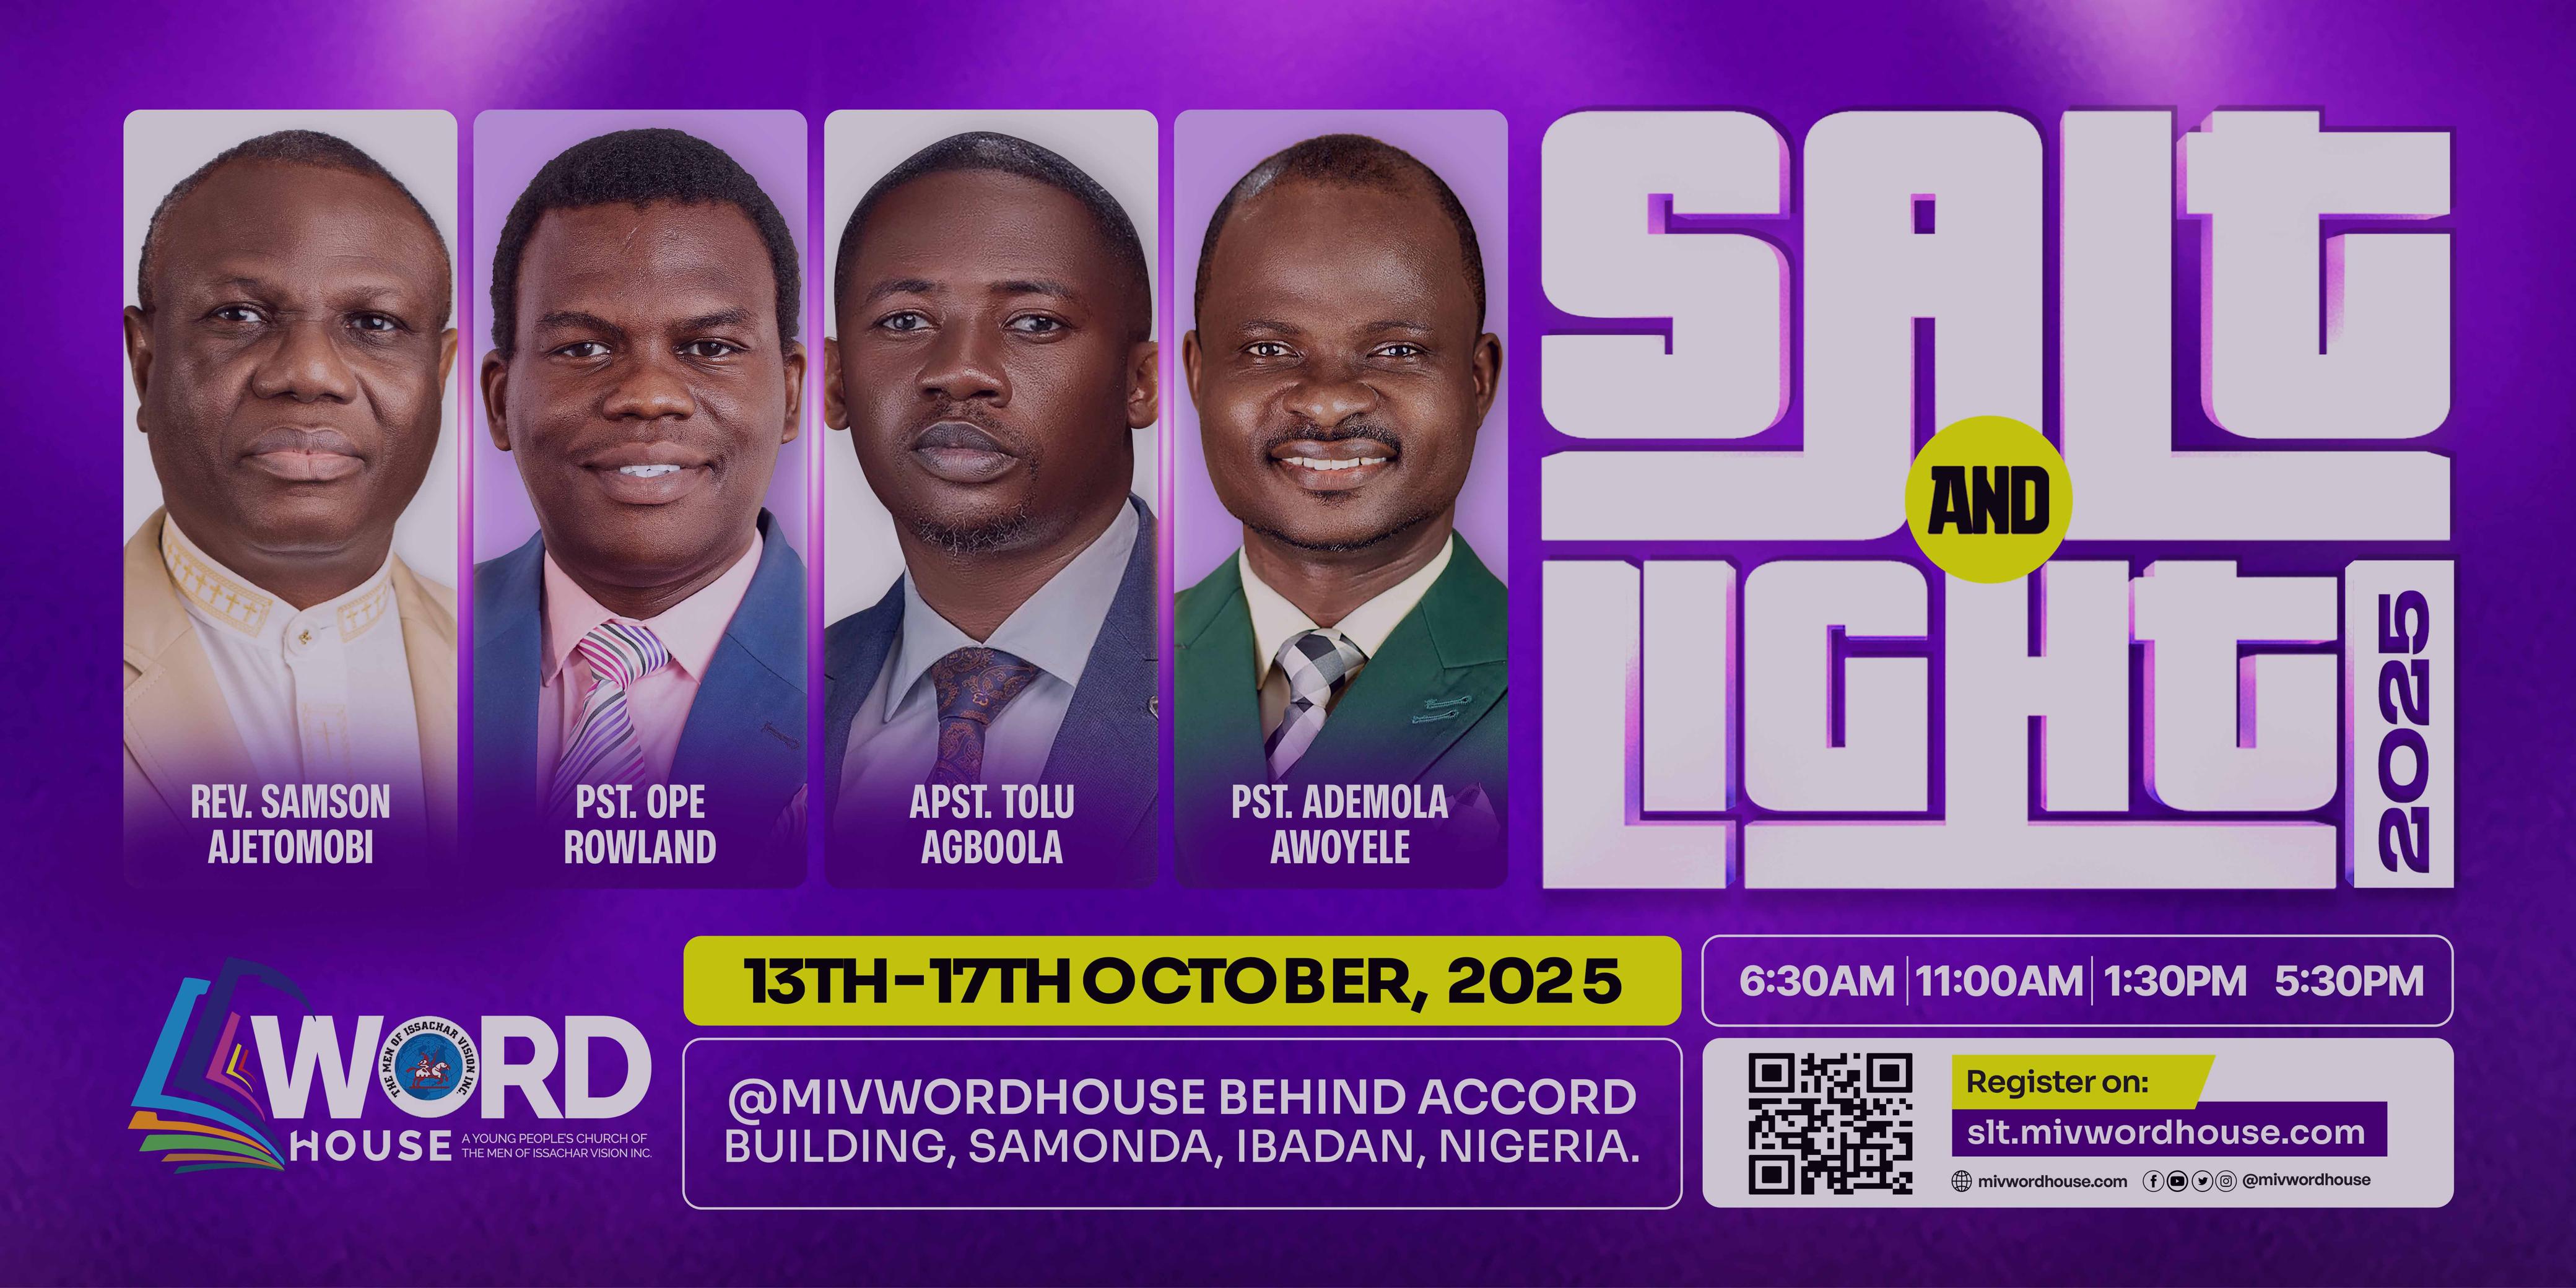 SALT
AND
LIGHT
2025
REV. SAMSON
AJETOMOBI
PST. OPE
ROWLAND
APST. TOLU
AGBOOLA
PST. ADEMOLA
AWOYELE
WORD
THE MEN OF ISSACHAR VISION INC.
HOUSE
A YOUNG PEOPLE'S CHURCH OF
THE MEN OF ISSACHAR VISION INC.
13TH-17TH OCTOBER, 2025
6:30AM 11:00AM 1:30PM 5:30PM
@MIVWORDHOUSE BEHIND ACCORD
BUILDING, SAMONDA, IBADAN, NIGERIA.
Register on:
slt.mivwordhouse.com
mivwordhouse.com @mivwordhouse